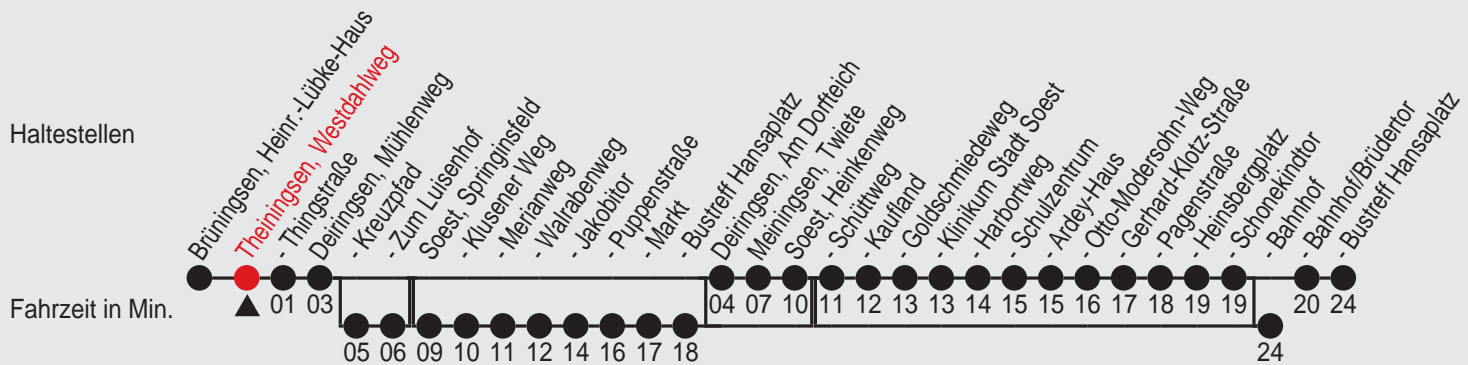 Haltestellen
Brüningsen, Heinr.-Lübke-Haus
Theiningsen, Westdahlweg
- Thingstraße
Deiringsen, Mühlenweg
- Kreuzpfad
- Zum Luisenhof
Soest, Springinsfeld
- Klusener Weg
- Merianweg
- Walrabenweg
- Jakobitor
- Puppenstraße
- Markt
- Bustreff Hansaplatz
Deiringsen, Am Dorfteich
Meiningsen, Twiete
Soest, Heinkenweg
- Schüttweg
- Kaufland
- Goldschmiedeweg
- Klinikum Stadt Soest
- Harbortweg
- Schulzentrum
- Ardey-Haus
- Otto-Modersohn-Weg
- Gerhard-Klotz-Straße
- Pagenstraße
- Heinsbergplatz
- Schonekindtor
- Bahnhof
- Bahnhof/Brüdertor
- Bustreff Hansaplatz
Fahrzeit in Min.
01 03 04 07 10 11 12 13 13 14 15 15 16 17 18 19 19 20 24
05 06 09 10 11 12 14 16 17 18 24